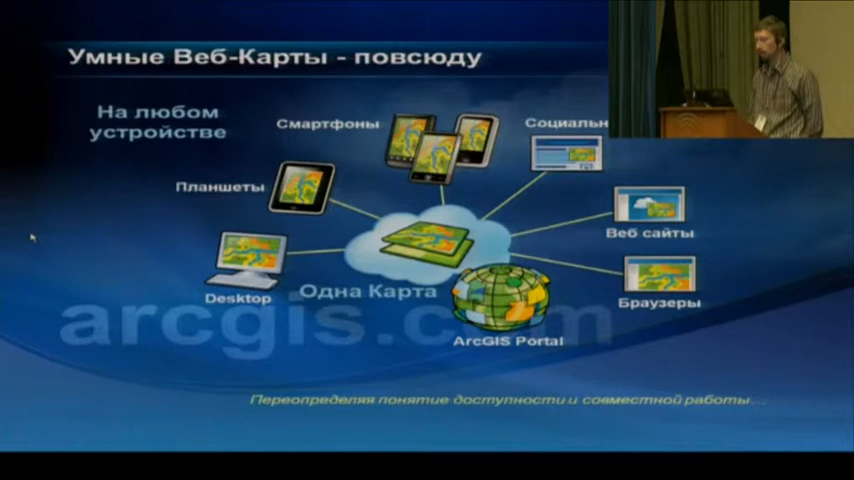 Умные Веб-Карты - повсюду
На любом
устройстве
Смартфоны
Планшеты
Веб сайты
Desktop
Одна Карта
Браузеры
arcgis.com
ArcGIS Portal
Переопределяя понятие доступности и совместной работы...